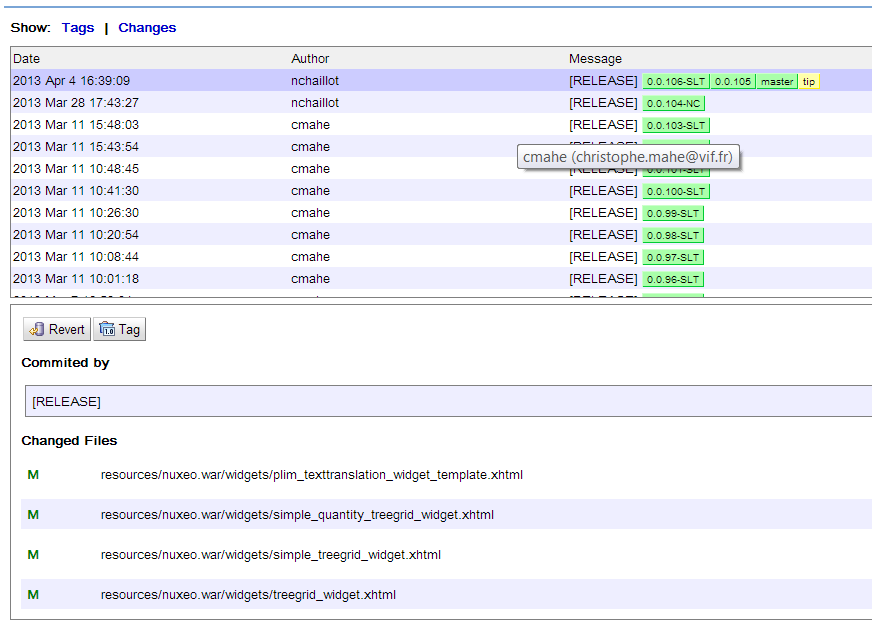 Show: Tags | Changes
Date Author Message
2013 Apr 4 16:39:09 nchaillot [RELEASE] 0.0.106-SLT 0.0.105 master tip
2013 Mar 28 17:43:27 nchaillot [RELEASE] 0.0.104-NC
2013 Mar 11 15:48:03 cmahe [RELEASE] 0.0.103-SLT
2013 Mar 11 15:43:54 cmahe [RELEASE]
cmahe (christophe.mahe@vif.fr)
2013 Mar 11 10:48:45 cmahe [RELEASE] 0.0.101-SLT
2013 Mar 11 10:41:30 cmahe [RELEASE] 0.0.100-SLT
2013 Mar 11 10:26:30 cmahe [RELEASE] 0.0.99-SLT
2013 Mar 11 10:20:54 cmahe [RELEASE] 0.0.98-SLT
2013 Mar 11 10:08:44 cmahe [RELEASE] 0.0.97-SLT
2013 Mar 11 10:01:18 cmahe [RELEASE] 0.0.96-SLT
Revert Tag
Commited by
[RELEASE]
Changed Files
M resources/nuxeo.war/widgets/plim_texttranslation_widget_template.xhtml
M resources/nuxeo.war/widgets/simple_quantity_treegrid_widget.xhtml
M resources/nuxeo.war/widgets/simple_treegrid_widget.xhtml
M resources/nuxeo.war/widgets/treegrid_widget.xhtml